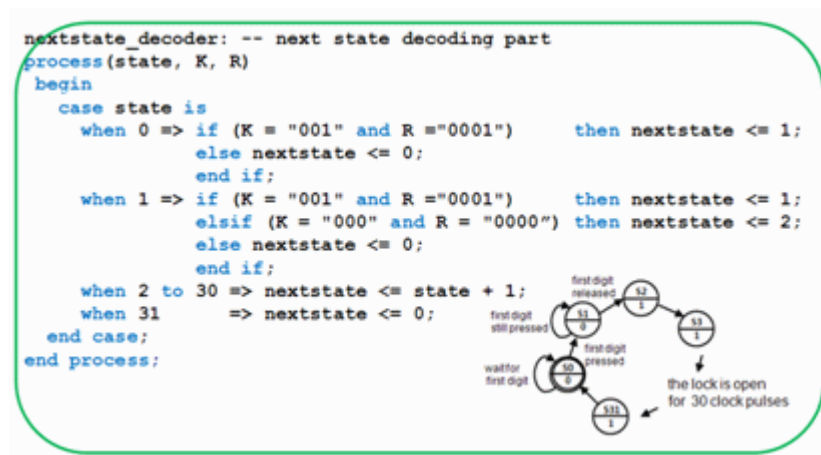 nextstate_decoder: -- next state decoding part
process(state, K, R)
begin
case state is
when 0 => if (K = "001" and R ="0001") then nextstate <= 1;
else nextstate <= 0;
end if;
when 1 => if (K = "001" and R ="0001") then nextstate <= 1;
elsif (K = "000" and R = "0000") then nextstate <= 2;
else nextstate <= 0;
end if;
when 2 to 30 => nextstate <= state + 1;
when 31 => nextstate <= 0;
end case;
end process;
first digit
released
S2
1
first digit
still pressed
S1
0
S3
1
first digit
pressed
wait for
first digit
S0
0
the lock is open
for 30 clock pulses
S31
1